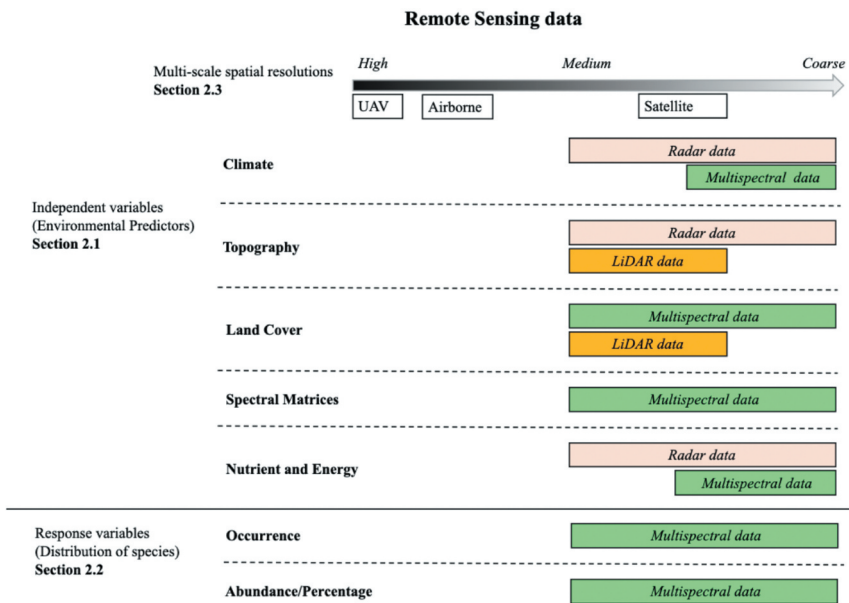 Remote Sensing data
High Medium Coarse
Multi-scale spatial resolutions
Section 2.3
UAV Airborne Satellite
Radar data
Climate
Multispectral data
Independent variables
(Environmental Predictors)
Section 2.1
Radar data
Topography
LiDAR data
Multispectral data
Land Cover
LiDAR data
Spectral Matrices Multispectral data
Radar data
Nutrient and Energy
Multispectral data
Response variables
(Distribution of species)
Section 2.2
Occurrence Multispectral data
Abundance/Percentage Multispectral data